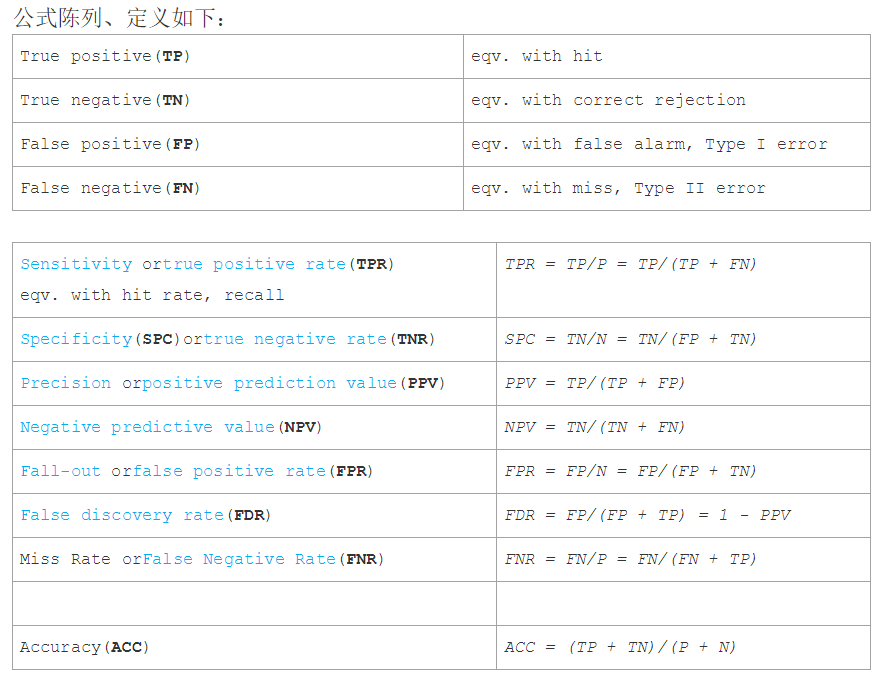 公式陈列、定义如下：
True positive(TP) eqv. with hit
True negative(TN) eqv. with correct rejection
False positive(FP) eqv. with false alarm, Type I error
False negative(FN) eqv. with miss, Type II error
Sensitivity ortrue positive rate(TPR) TPR = TP/P = TP/(TP + FN)
eqv. with hit rate, recall
Specificity(SPC)ortrue negative rate(TNR) SPC = TN/N = TN/(FP + TN)
Precision orpositive prediction value(PPV) PPV = TP/(TP + FP)
Negative predictive value(NPV) NPV = TN/(TN + FN)
Fall-out orfalse positive rate(FPR) FPR = FP/N = FP/(FP + TN)
False discovery rate(FDR) FDR = FP/(FP + TP) = 1 - PPV
Miss Rate orFalse Negative Rate(FNR) FNR = FN/P = FN/(FN + TP)
Accuracy(ACC) ACC = (TP + TN)/(P + N)